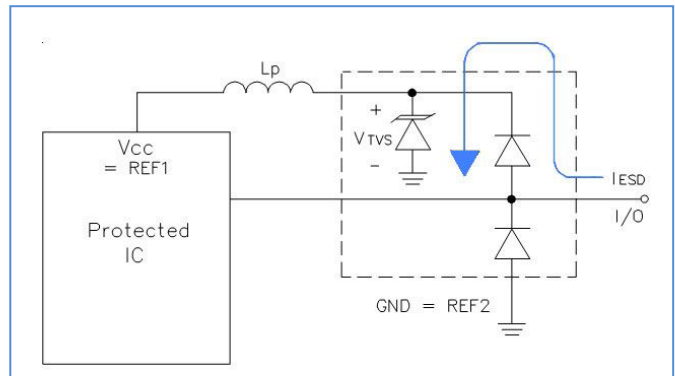 Lp
+
VTVS
-
Vcc
= REF1
Protected
IC
IESD
I/O
GND = REF2